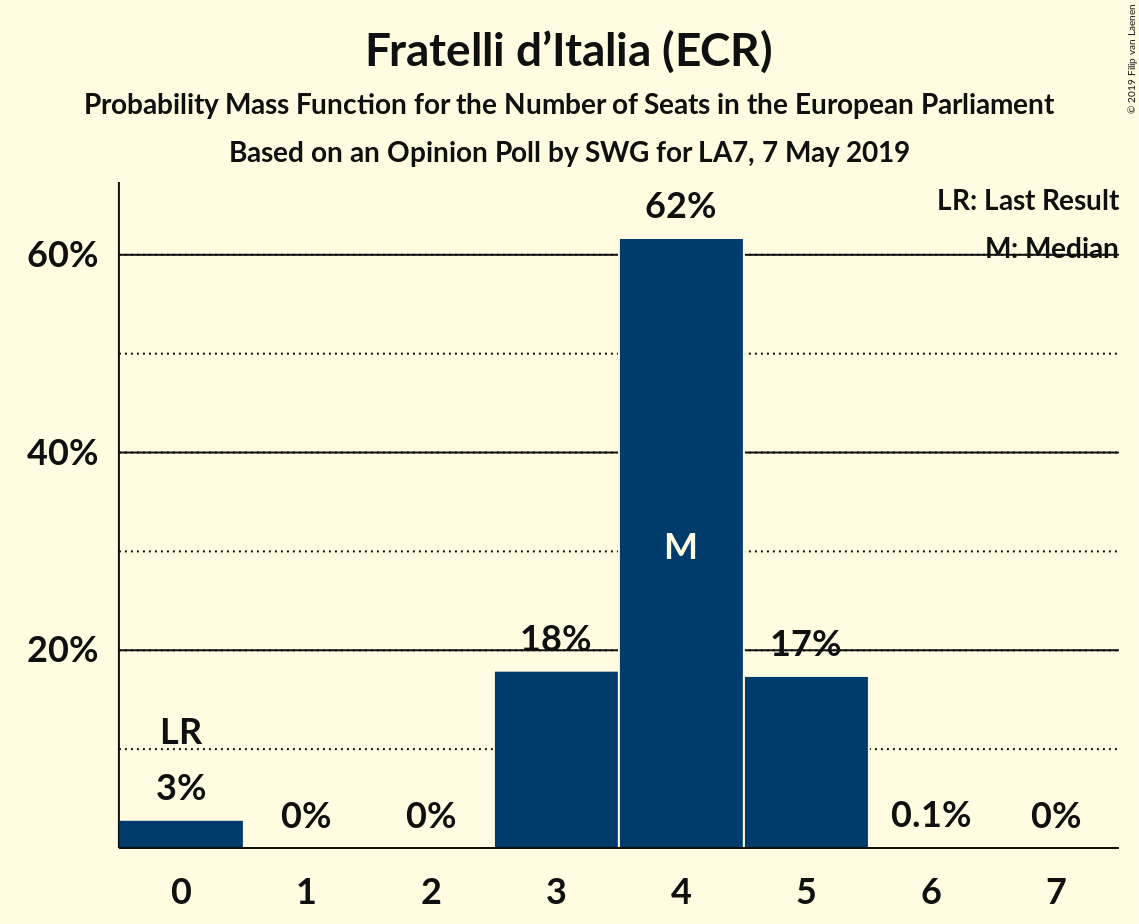 Fratelli d’Italia (ECR)
Probability Mass Function for the Number of Seats in the European Parliament
Based on an Opinion Poll by SWG for LA7, 7 May 2019
© 2019 Filip van Laenen
LR: Last Result
M: Median
62%
60%
40%
M
20%
18%
17%
LR
3%
0%
0%
0.1%
0%
0 1 2 3 4 5 6 7